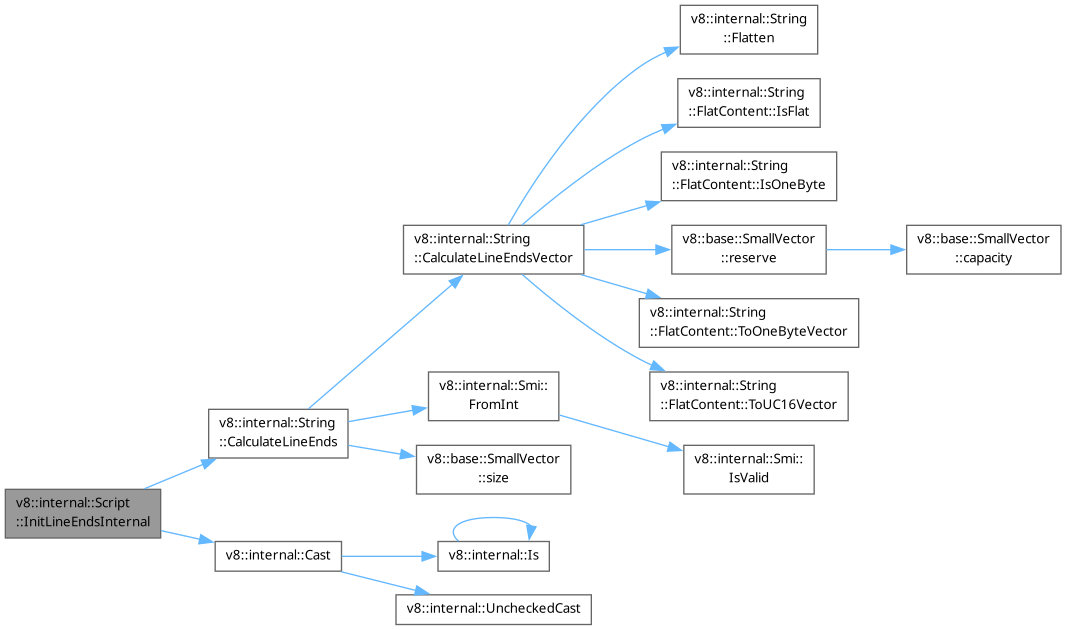 v8::internal::String
::Flatten
v8::internal::String
::FlatContent::IsFlat
v8::internal::String
::FlatContent::IsOneByte
v8::internal::String
::CalculateLineEndsVector
v8::base::SmallVector
::reserve
v8::base::SmallVector
::capacity
v8::internal::String
::FlatContent::ToOneByteVector
v8::internal::String
::FlatContent::ToUC16Vector
v8::internal::Smi::
FromInt
v8::internal::String
::CalculateLineEnds
v8::base::SmallVector
::size
v8::internal::Smi::
IsValid
v8::internal::Script
::InitLineEndsInternal
v8::internal::Cast
v8::internal::Is
v8::internal::UncheckedCast